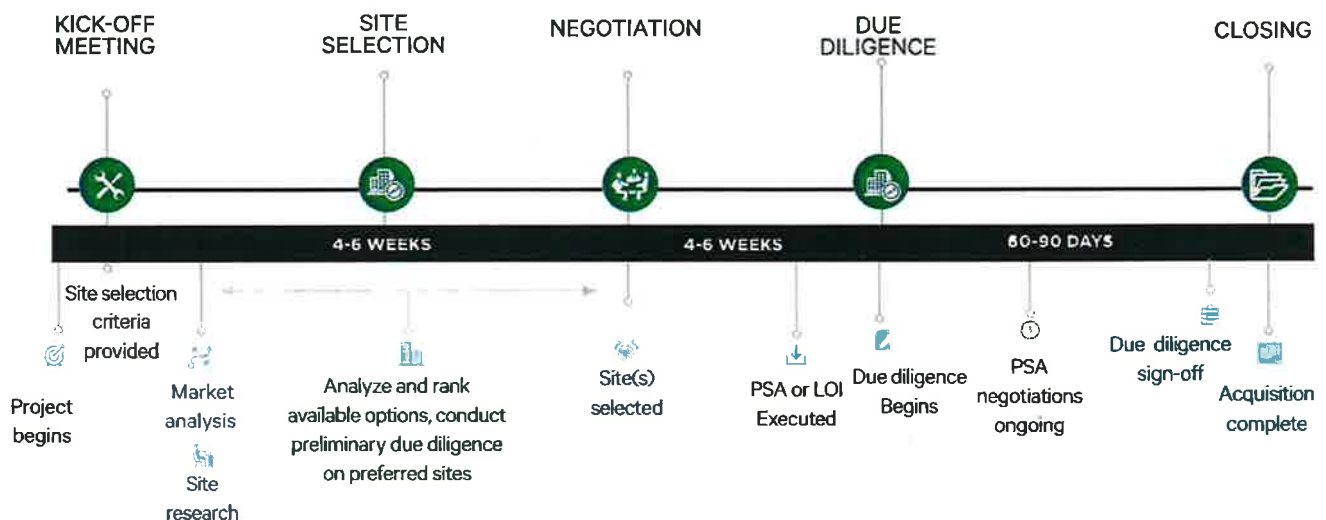 KICK-OFF
MEETING
SITE
SELECTION
NEGOTIATION
DUE
DILIGENCE
CLOSING
4-6 WEEKS
4-6 WEEKS
60-90 DAYS
Site selection
criteria
provided
Project
begins
Market
analysis
Site
research
Analyze and rank
available options, conduct
preliminary due diligence
on preferred sites
Site(s)
selected
PSA or LOI
Executed
Due diligence
Begins
PSA
negotiations
ongoing
Due diligence
sign-off
Acquisition
complete